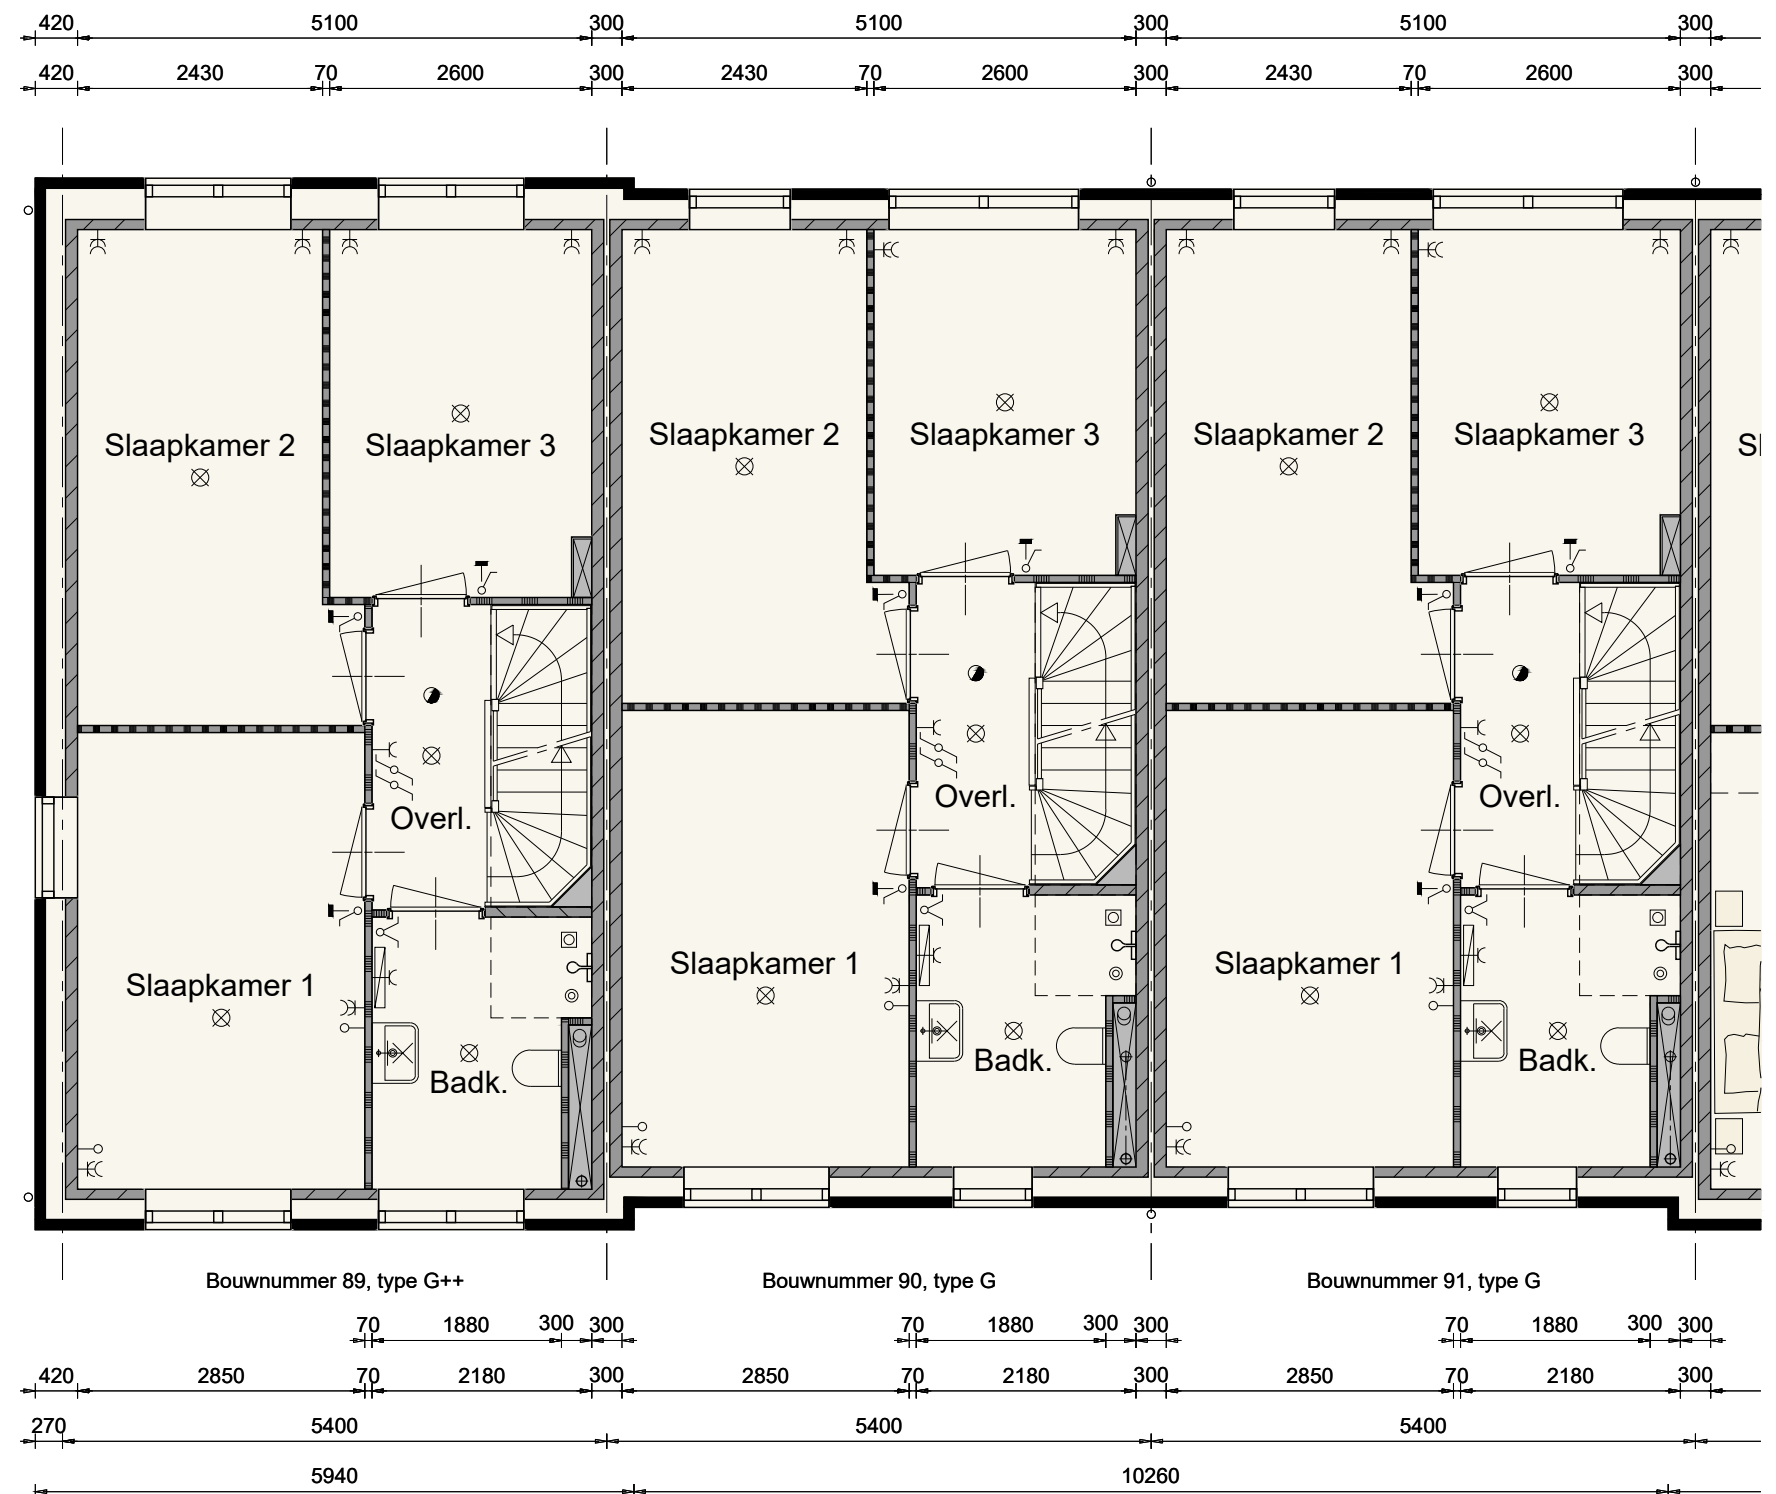 420 5100 300 5100 300 5100 300
420 2430 70 2600 300 2430 70 2600 300 2430 70 2600 300
Slaapkamer 2 Slaapkamer 3 Slaapkamer 2 Slaapkamer 3 Slaapkamer 2 Slaapkamer 3 Sl
Overl. Overl. Overl.
Slaapkamer 1 Slaapkamer 1 Slaapkamer 1
Badk. Badk. Badk.
Bouwnummer 89, type G++ Bouwnummer 90, type G Bouwnummer 91, type G
70 1880 300 300 70 1880 300 300 70 1880 300 300
420 2850 70 2180 300 2850 70 2180 300 2850 70 2180 300
270 5400 5400 5400
5940 10260